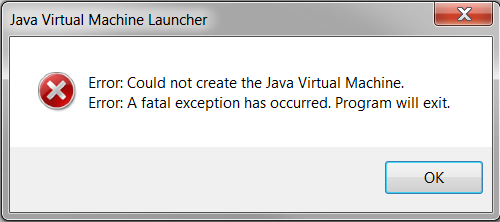 Java Virtual Machine Launcher
Error: Could not create the Java Virtual Machine.
Error: A fatal exception has occurred. Program will exit.
OK